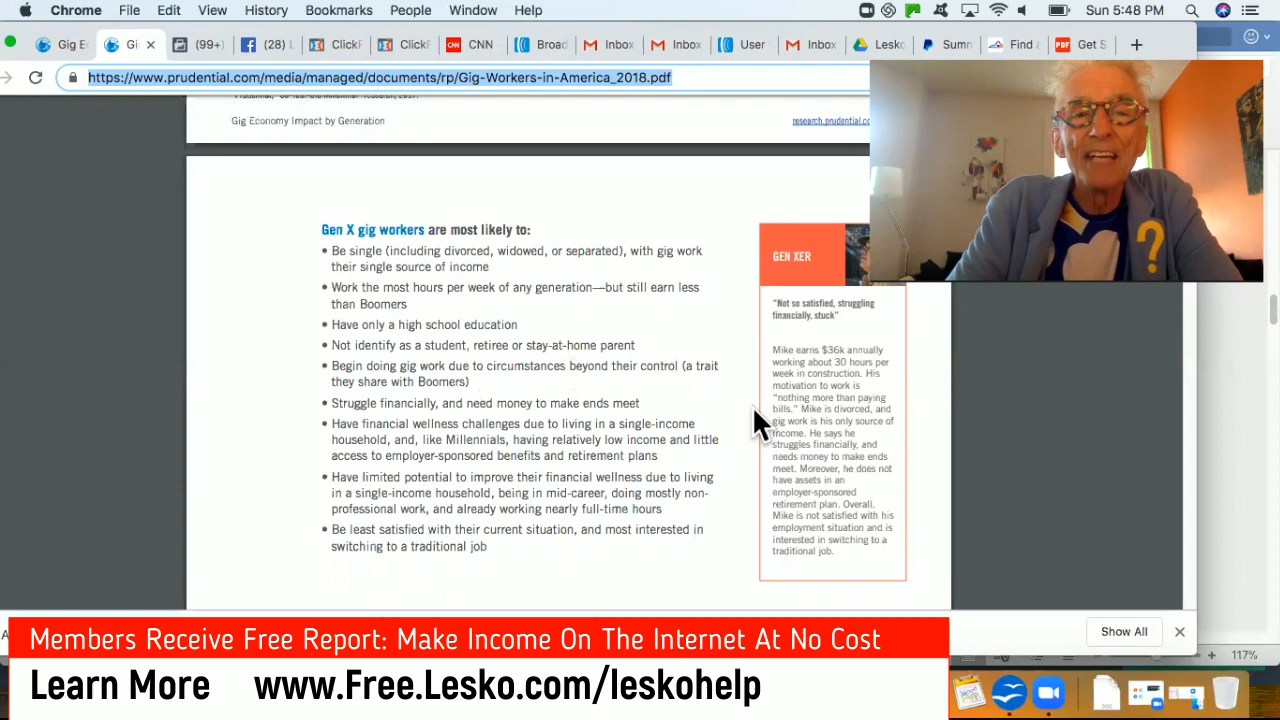 Chrome File Edit View History Bookmarks People Window Help Sun 5:48 PM
Gig E Gi (99+) (28) ClickF ClickF CNN Broad Inbox Inbox User Inbox Lesko Sumn Find a Get S
https://www.prudential.com/media/managed/documents/rp/Gig-Workers-in-America_2018.pdf
Gig Economy Impact by Generation research.prudential.co
Gen X gig workers are most likely to:
• Be single (including divorced, widowed, or separated), with gig work
their single source of income
• Work the most hours per week of any generation—but still earn less
than Boomers
• Have only a high school education
• Not identify as a student, retiree or stay-at-home parent
• Begin doing gig work due to circumstances beyond their control (a trait
they share with Boomers)
• Struggle financially, and need money to make ends meet
• Have financial wellness challenges due to living in a single-income
household, and, like Millennials, having relatively low income and little
access to employer-sponsored benefits and retirement plans
• Have limited potential to improve their financial wellness due to living
in a single-income household, being in mid-career, doing mostly non-
professional work, and already working nearly full-time hours
• Be least satisfied with their current situation, and most interested in
switching to a traditional job
GEN XER
"Not so satisfied, struggling
financially, stuck"
Mike earns $36k annually
working about 30 hours per
week in construction. His
motivation to work is
"nothing more than paying
bills." Mike is divorced, and
gig work is his only source of
income. He says he
struggles financially, and
needs money to make ends
meet. Moreover, he does not
have assets in an
employer-sponsored
retirement plan. Overall,
Mike is not satisfied with his
employment situation and is
interested in switching to a
traditional job.
?
Show All
117%
Members Receive Free Report: Make Income On The Internet At No Cost
Learn More www.Free.Lesko.com/leskohelp